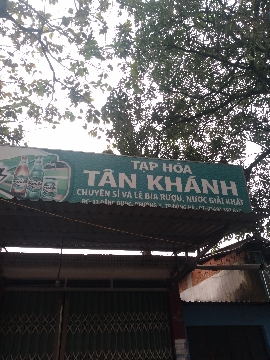 TẠP HÓA
TÂN KHÁNH
CHUYÊN SỈ VÀ LẺ BIA RƯỢU, NƯỚC GIẢI KHÁT